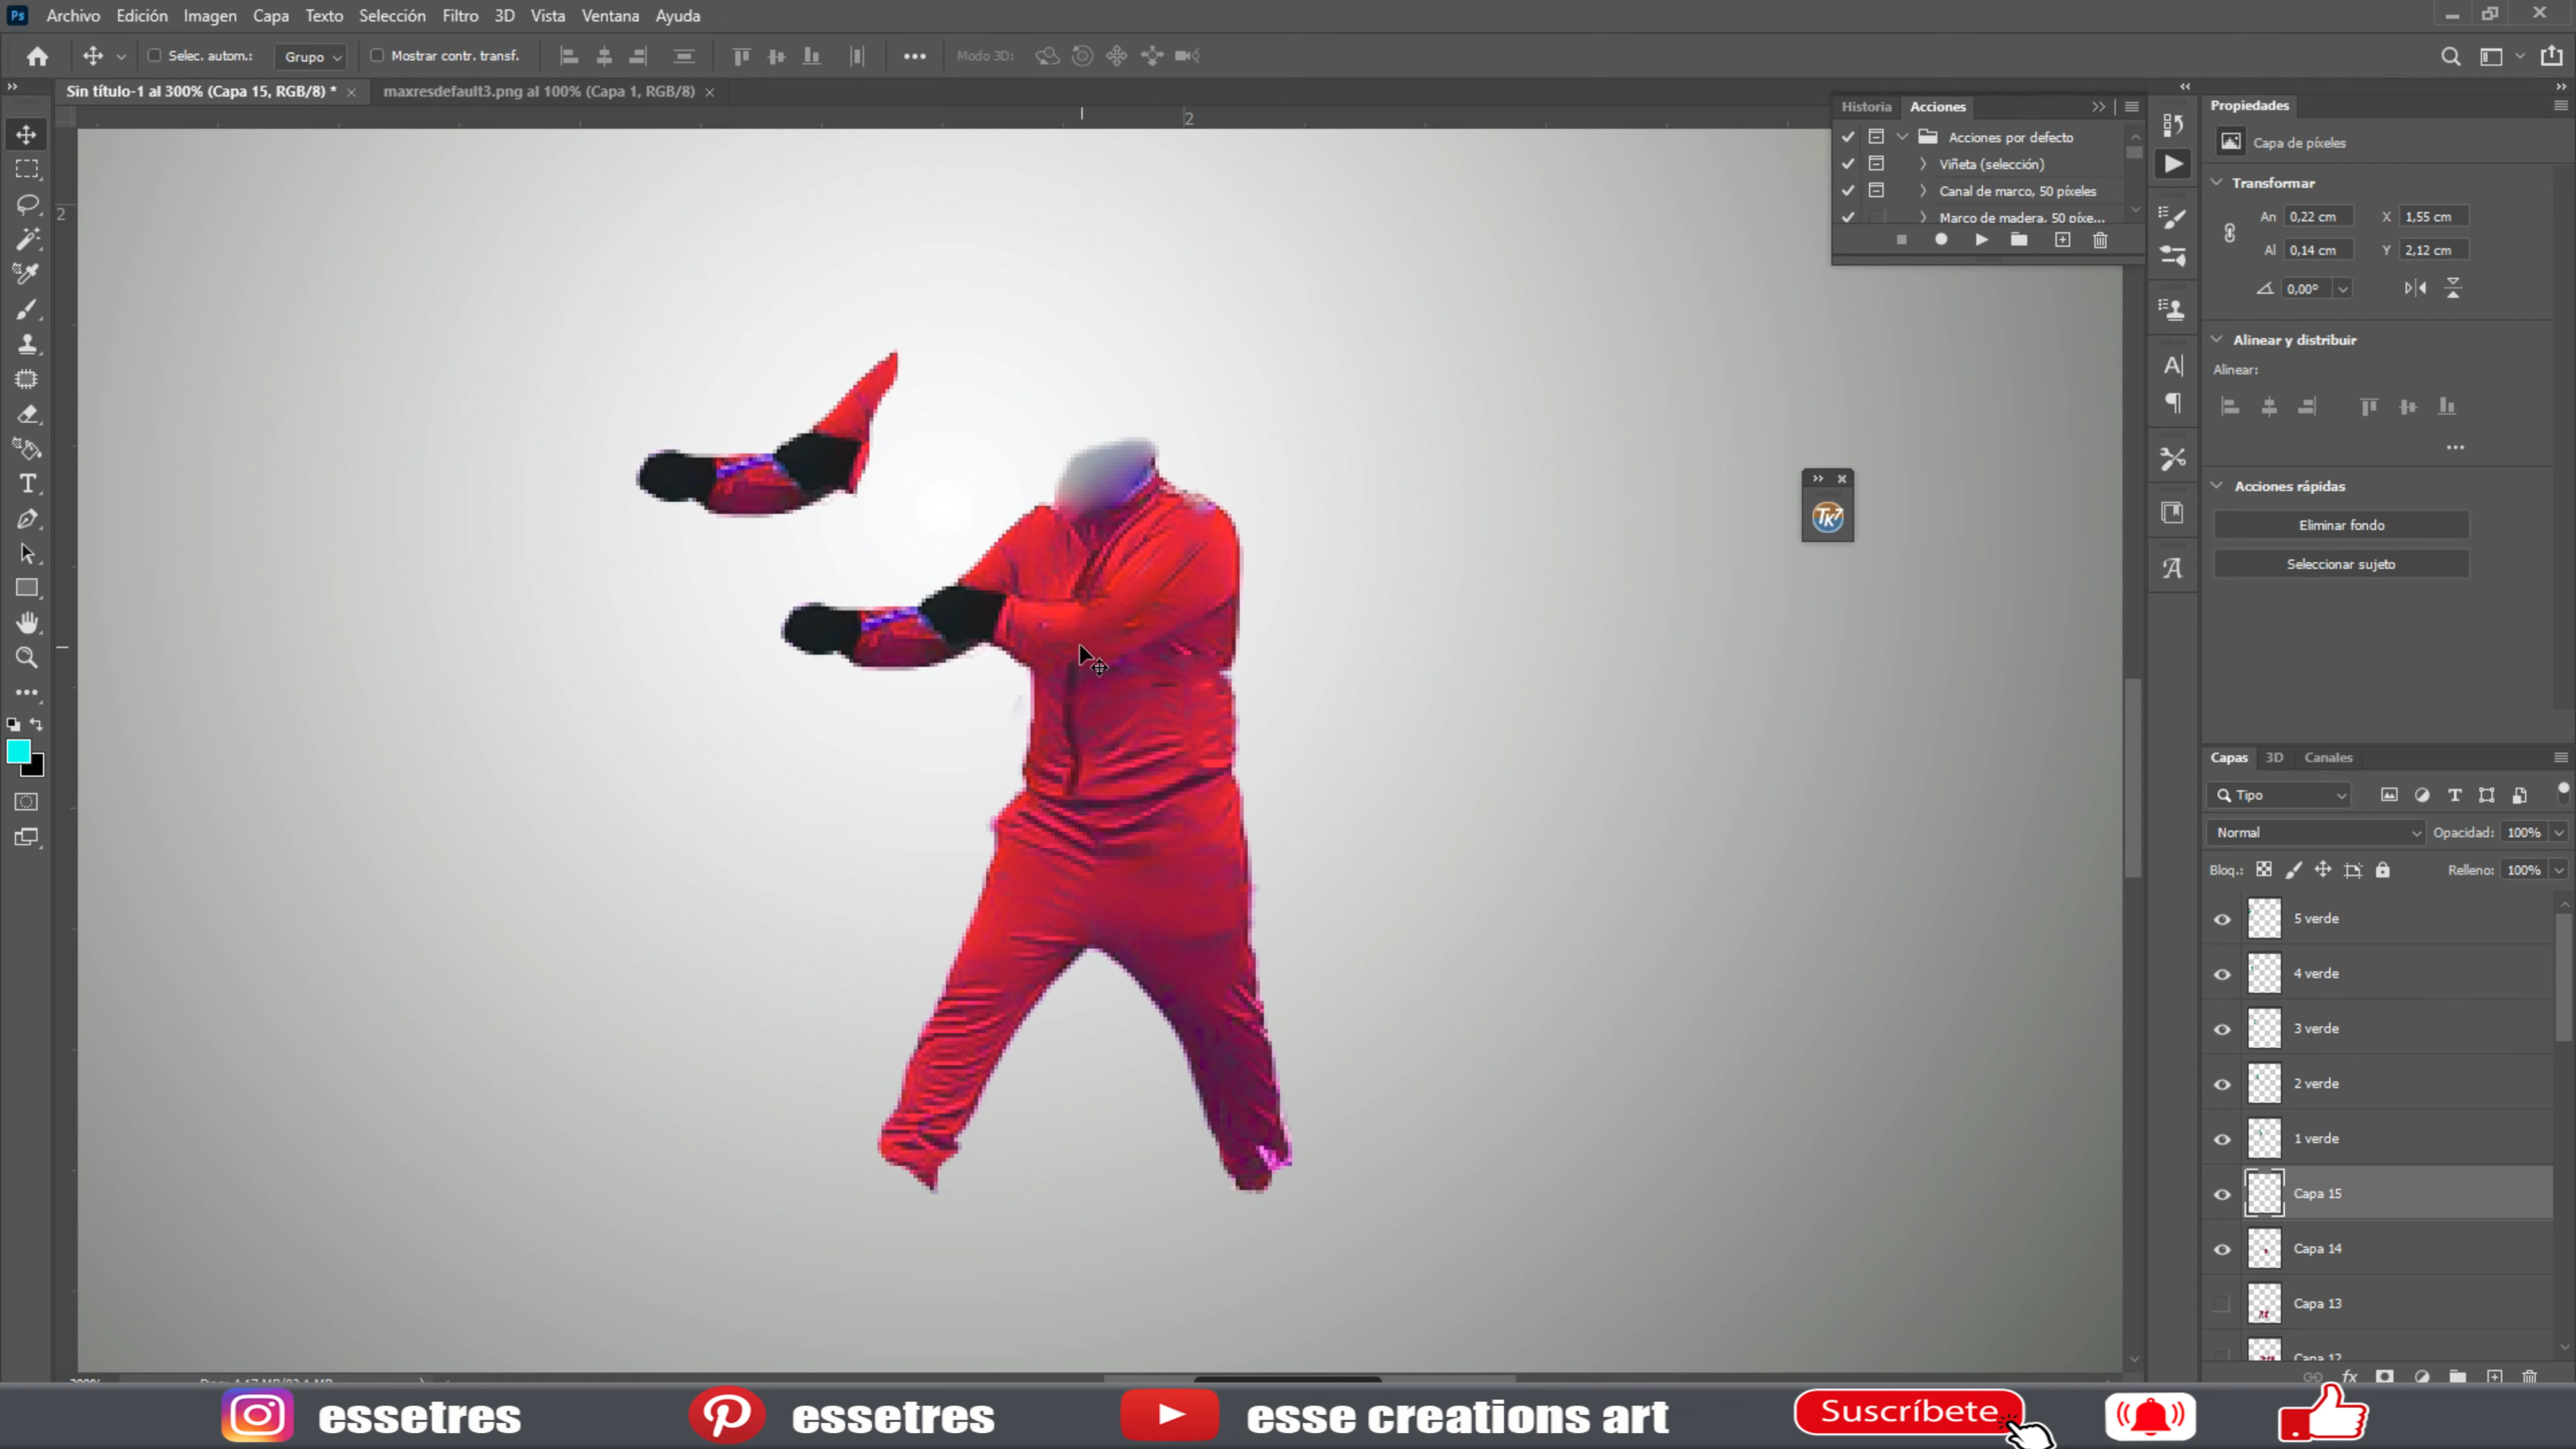 Ps Archivo Edición Imagen Capa Texto Selección Filtro 3D Vista Ventana Ayuda
Selec. autom.: Grupo Mostrar contr. transf. Modo 3D:
Sin título-1 al 300% (Capa 15, RGB/8) * maxresdefault3.png al 100% (Capa 1, RGB/8)
2
2
Historia Acciones
Acciones por defecto
Viñeta (selección)
Canal de marco, 50 píxeles
Marco de madera, 50 píxe...
TK7
Propiedades
Capa de píxeles
Transformar
An 0,22 cm X 1,55 cm
Al 0,14 cm Y 2,12 cm
0,00°
Alinear y distribuir
Alinear:
Acciones rápidas
Eliminar fondo
Seleccionar sujeto
Capas 3D Canales
Tipo
Normal Opacidad: 100%
Bloq.: Relleno: 100%
5 verde
4 verde
3 verde
2 verde
1 verde
Capa 15
Capa 14
Capa 13
Capa 12
essetres essetres esse creations art Suscríbete